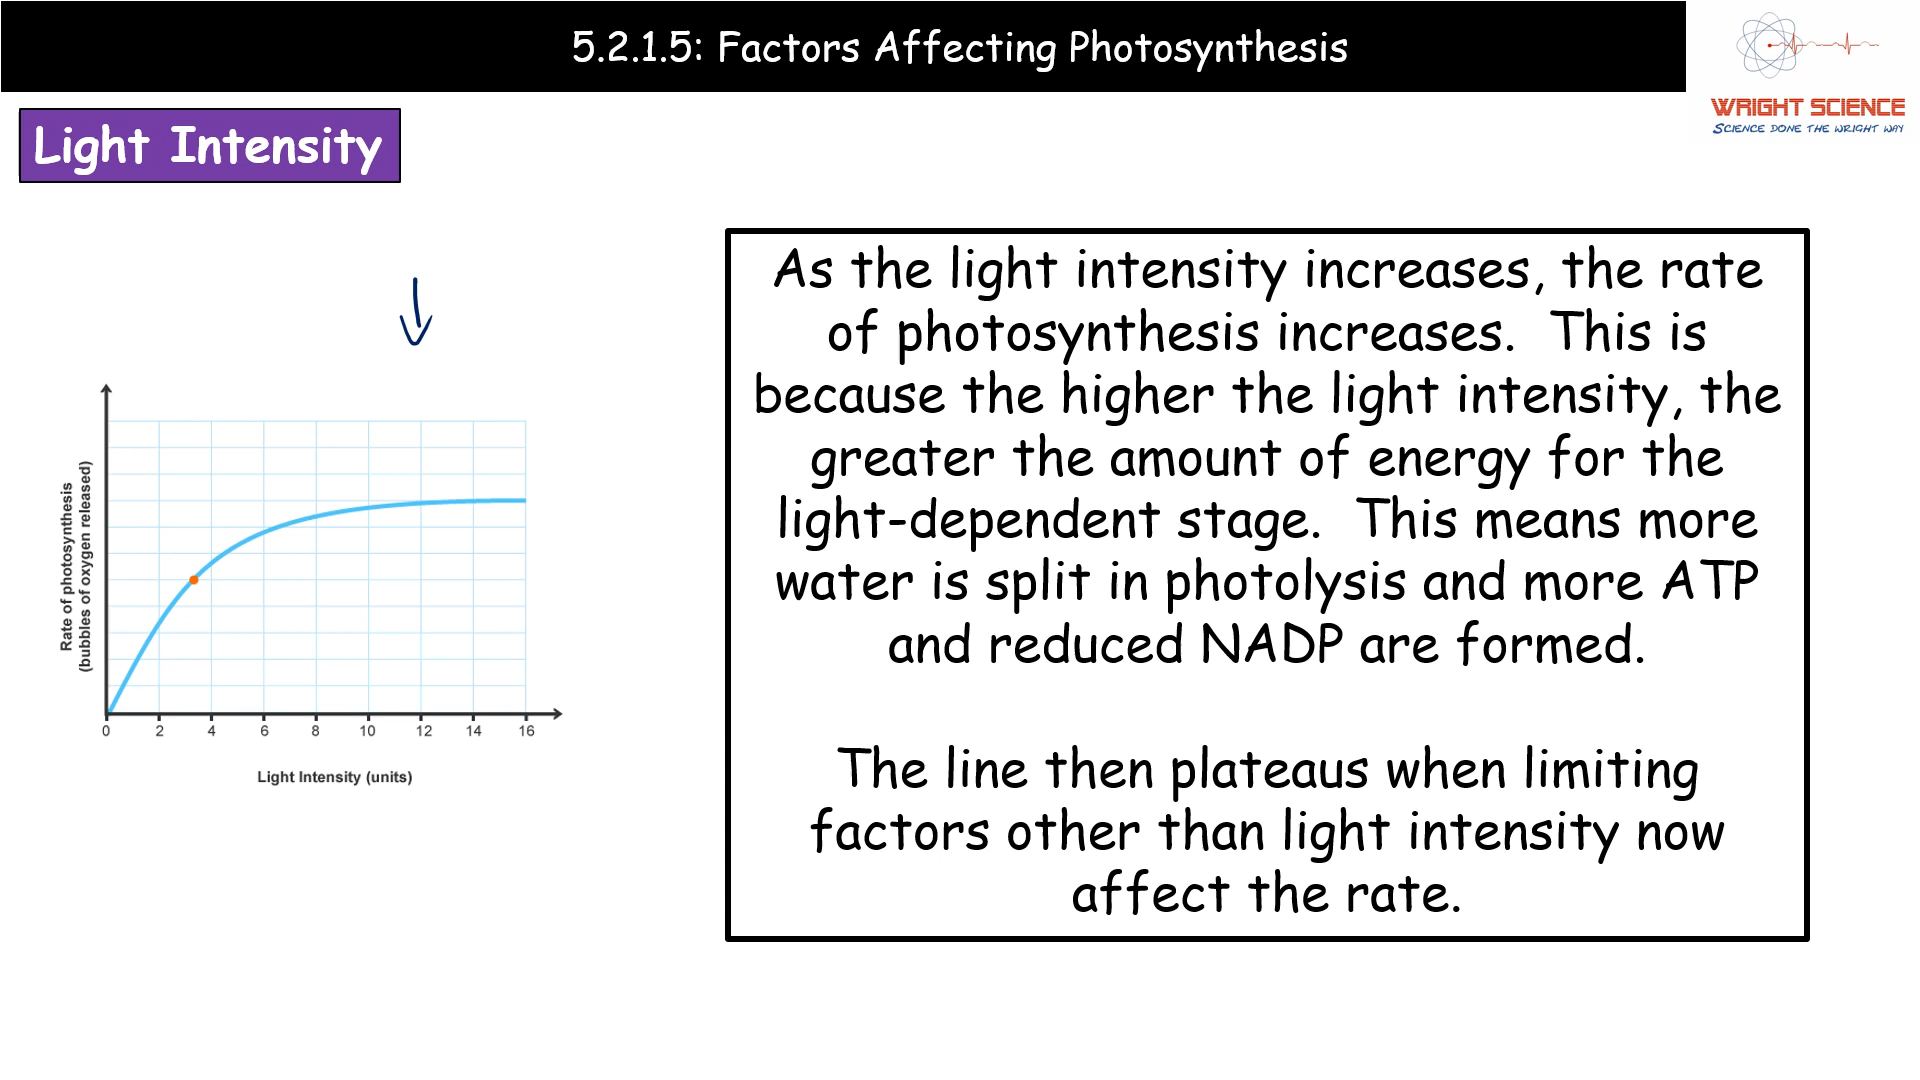 5.2.1.5: Factors Affecting Photosynthesis
WRIGHT SCIENCE
SCIENCE DONE THE WRIGHT WAY
Light Intensity
As the light intensity increases, the rate
of photosynthesis increases. This is
because the higher the light intensity, the
greater the amount of energy for the
light-dependent stage. This means more
water is split in photolysis and more ATP
and reduced NADP are formed.
The line then plateaus when limiting
factors other than light intensity now
affect the rate.
Rate of photosynthesis
(bubbles of oxygen released)
0 2 4 6 8 10 12 14 16
Light Intensity (units)